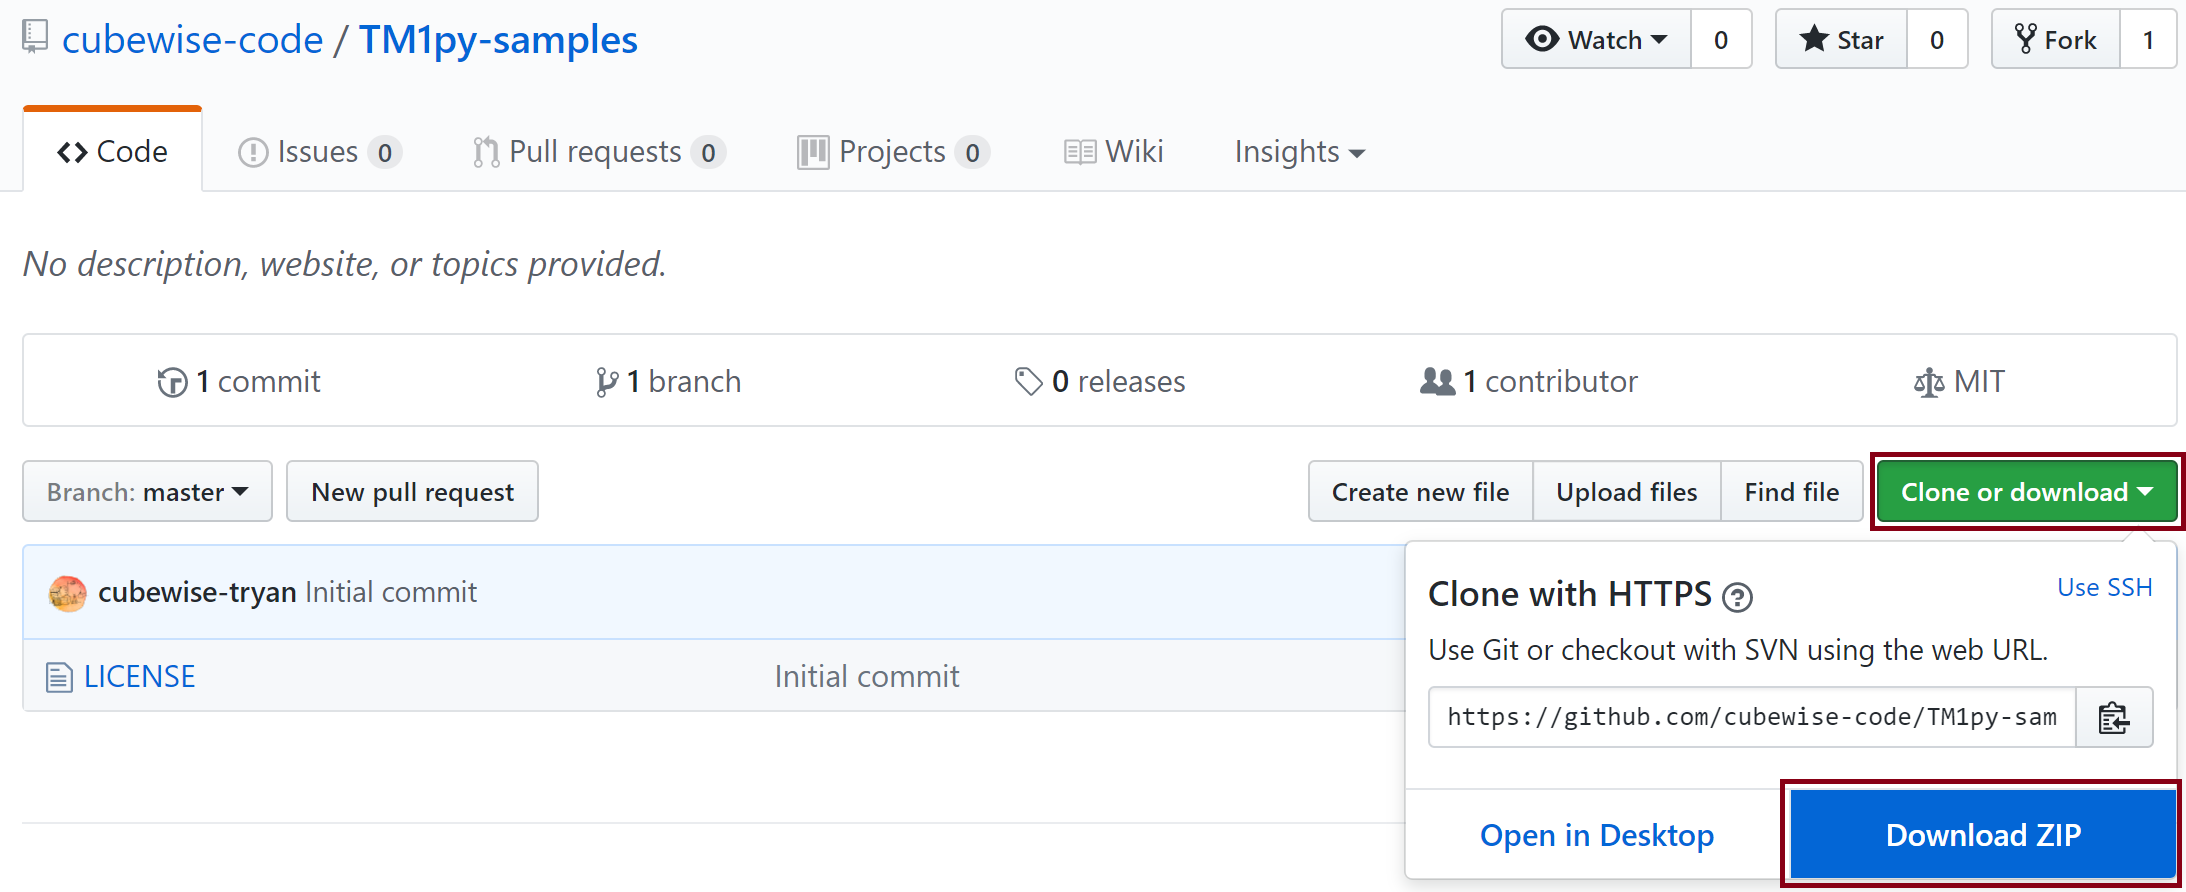 cubewise-code / TM1py-samples
Watch 0 Star 0 Fork 1
Code Issues 0 Pull requests 0 Projects 0 Wiki Insights
No description, website, or topics provided.
1 commit 1 branch 0 releases 1 contributor MIT
Branch: master New pull request Create new file Upload files Find file Clone or download
cubewise-tryan Initial commit
LICENSE Initial commit
Clone with HTTPS ? Use SSH
Use Git or checkout with SVN using the web URL.
https://github.com/cubewise-code/TM1py-sam
Open in Desktop Download ZIP